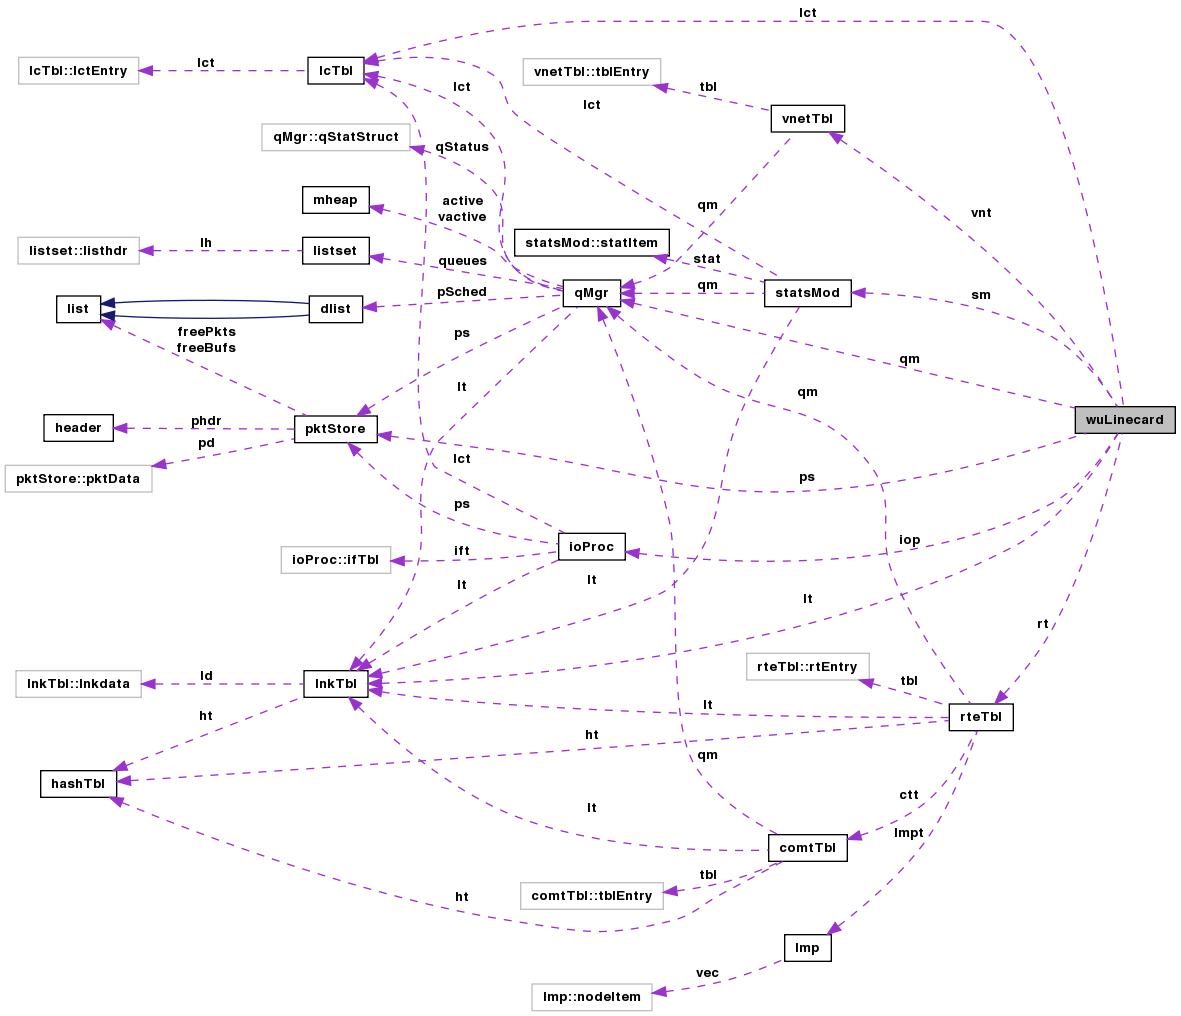 lct
lcTbl::lctEntry
lct
lcTbl
vnetTbl::tblEntry
tbl
lct
lct
vnetTbl
qMgr::qStatStruct
qStatus
mheap
active
vactive
qm
vnt
listset::listhdr
lh
listset
statsMod::statItem
queues
stat
list
dlist
pSched
qMgr
qm
statsMod
sm
freePkts
freeBufs
ps
qm
lt
qm
header
phdr
pktStore
wuLinecard
pd
pktStore::pktData
lct
ps
ps
ioProc::ifTbl
ift
ioProc
iop
lt
lt
lt
rt
lnkTbl::lnkdata
ld
lnkTbl
rteTbl::rtEntry
tbl
ht
lt
rteTbl
ht
hashTbl
qm
ctt
lt
lmpt
comtTbl
ht
comtTbl::tblEntry
tbl
lmp
vec
lmp::nodeItem